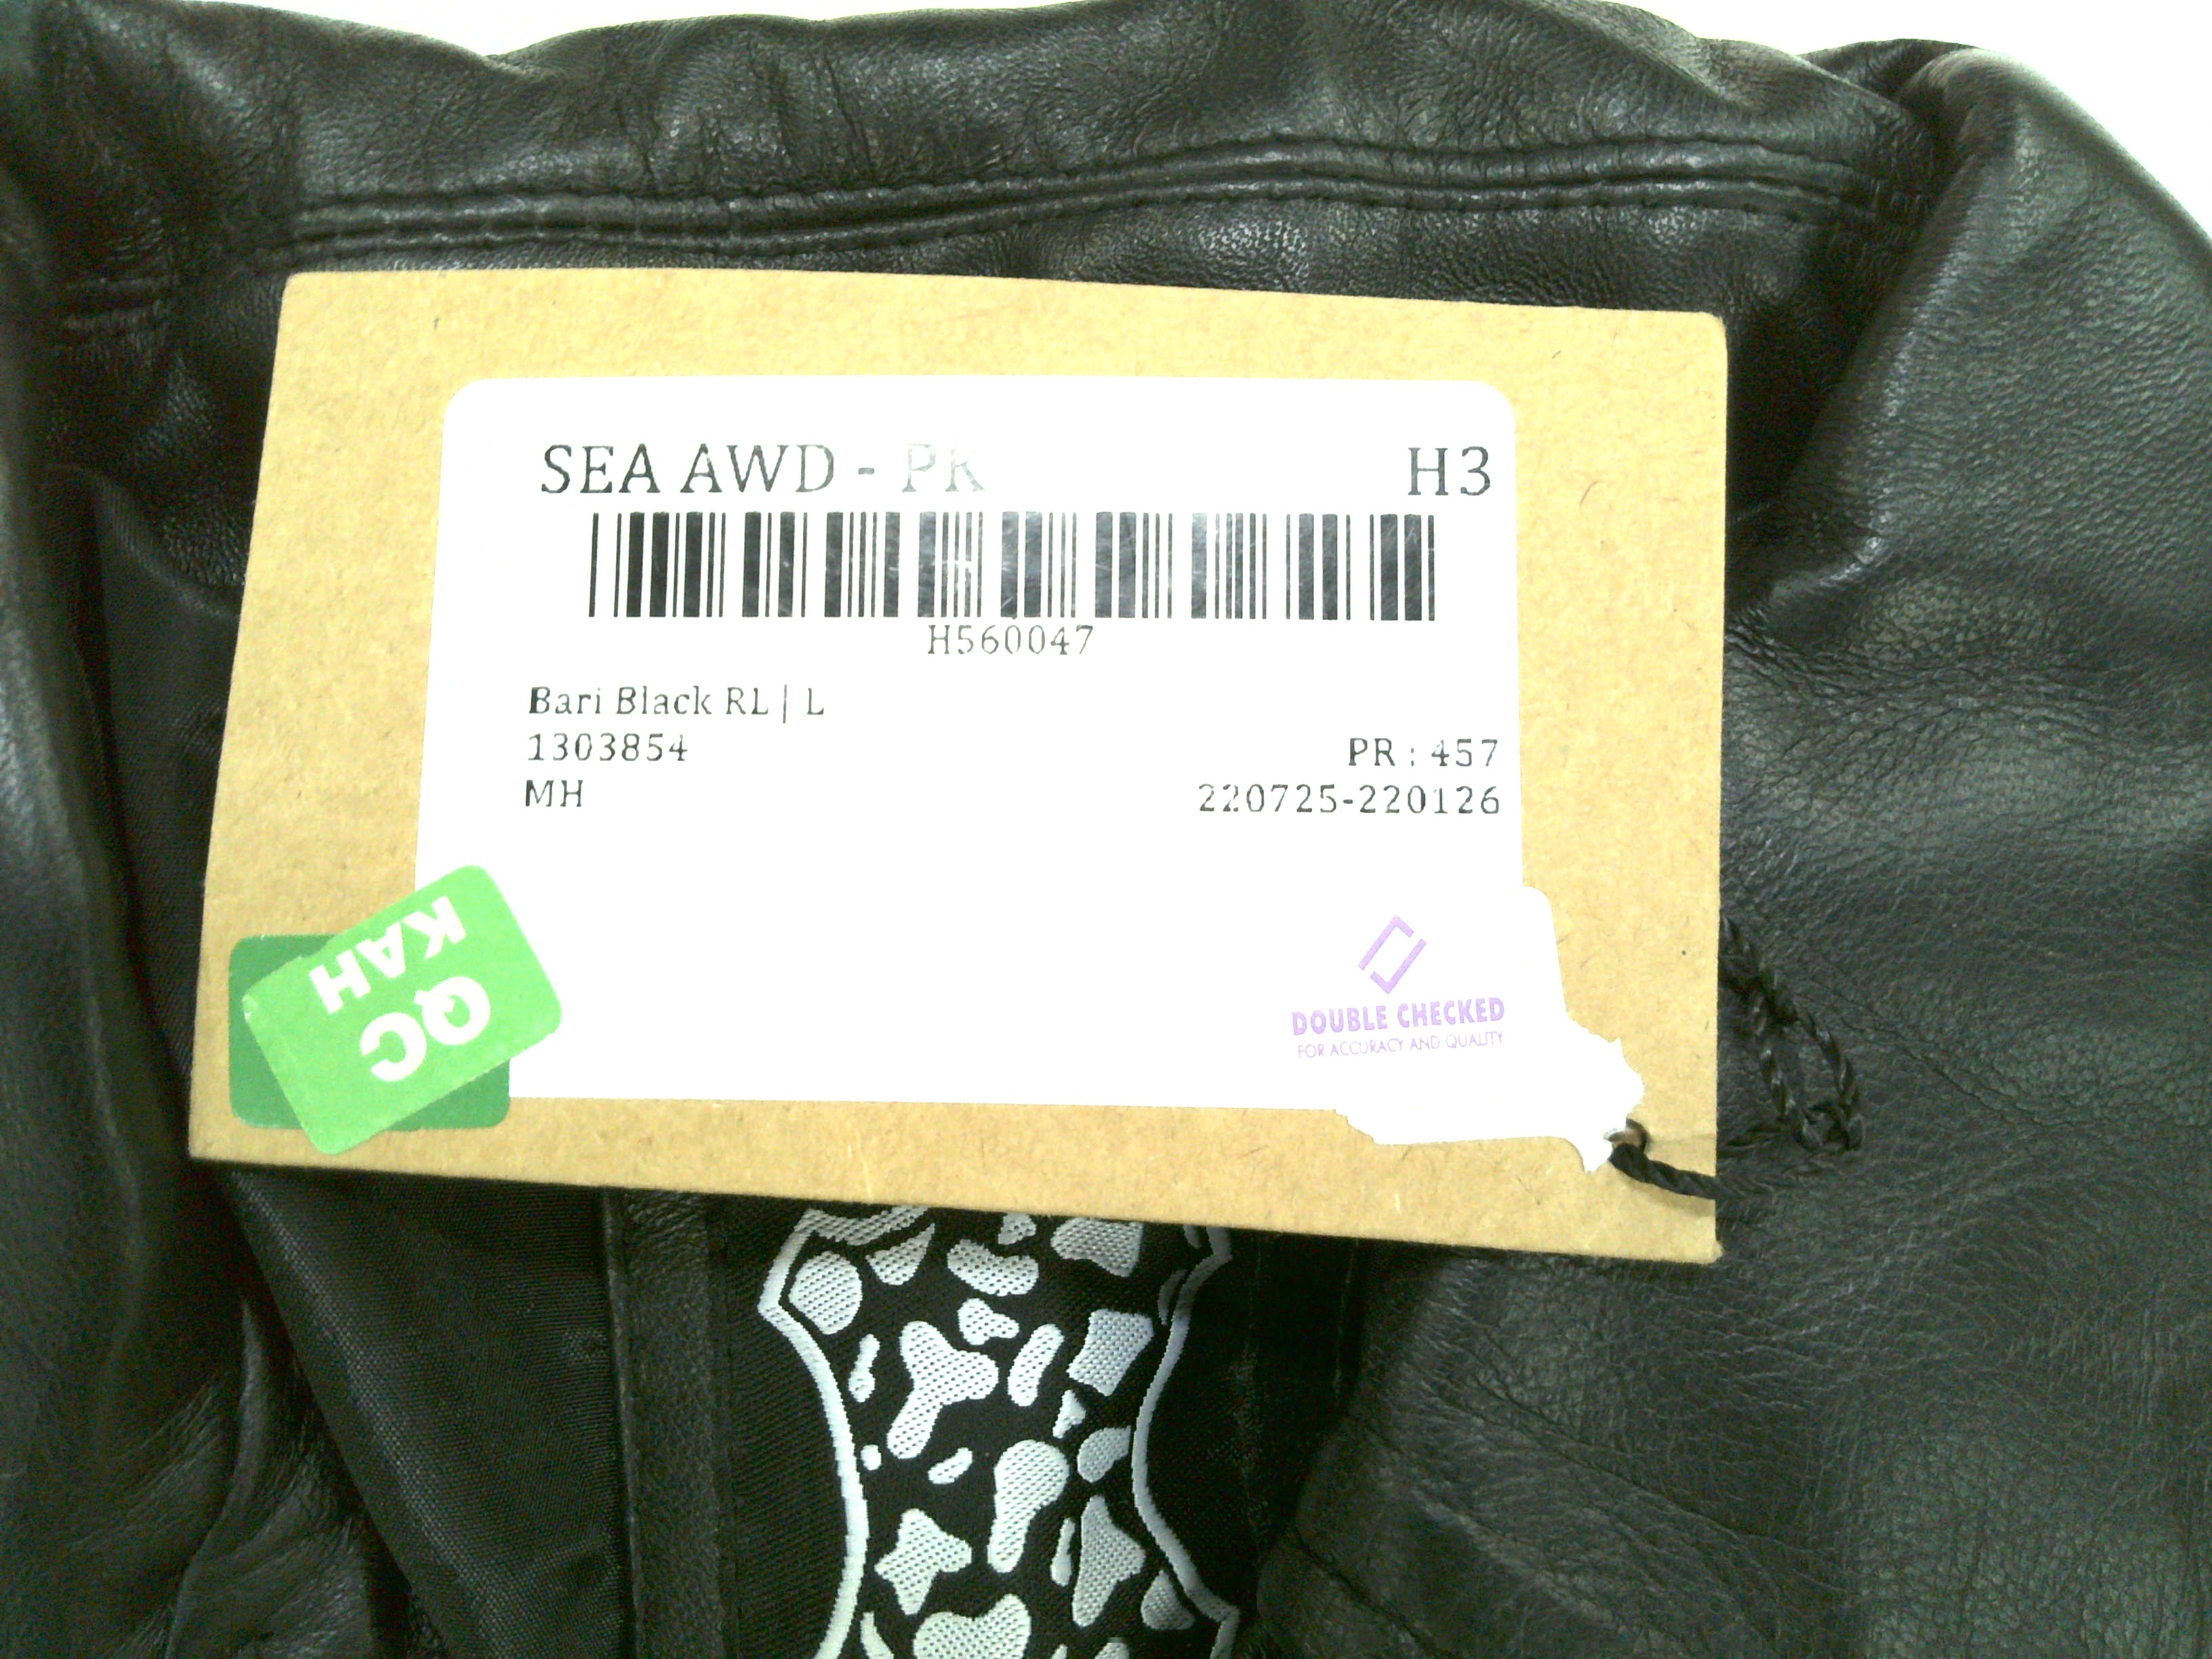 SEA AWD - PR H3
H560047
Bari Black RL | L
1303854 PR : 457
MH 220725-220126
QC
KAH
DOUBLE CHECKED
FOR ACCURACY AND QUALITY